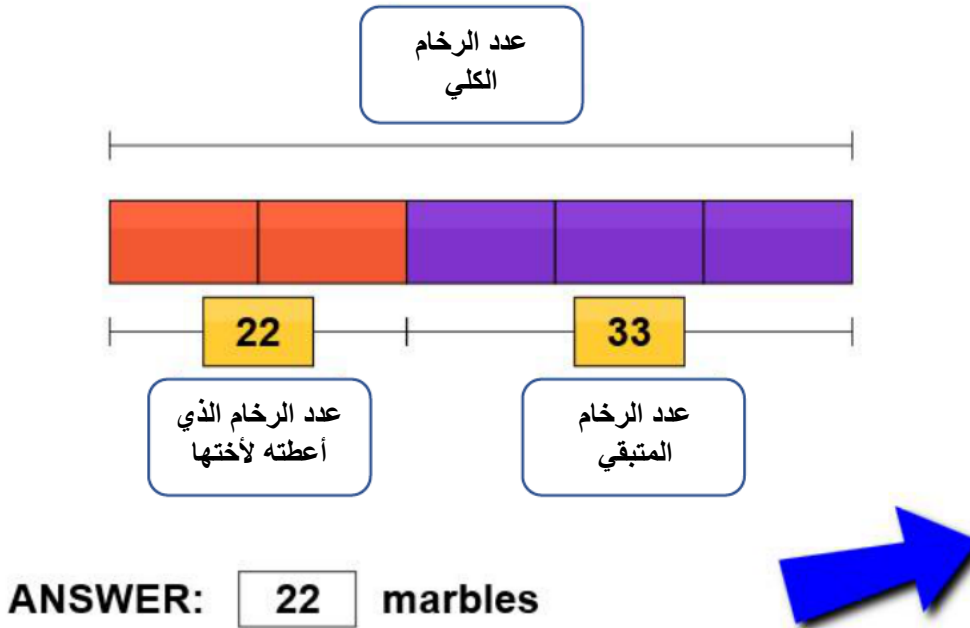 عدد الرخام
الكلي
22
33
عدد الرخام الذي
أعطته لأختها
عدد الرخام
المتبقي
ANSWER: 22 marbles